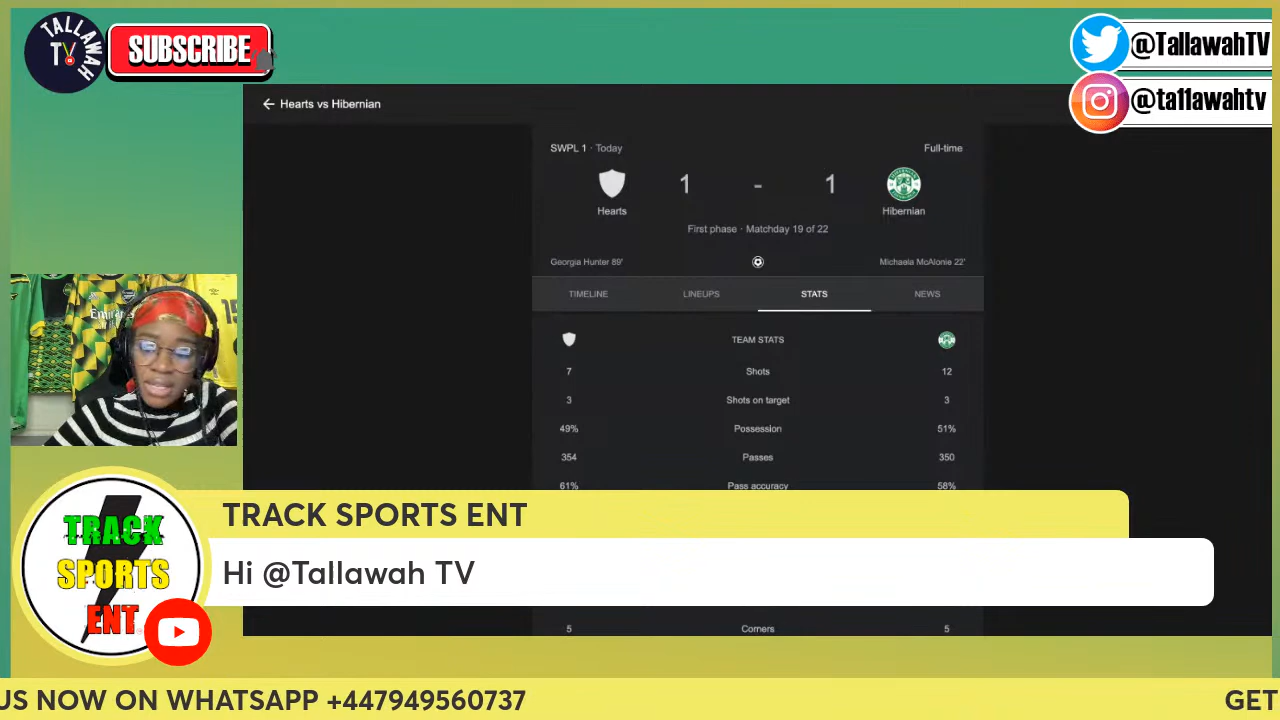 TALLAWAH
TV
SUBSCRIBE
@TallawahTV
@ta11awahtv
Hearts vs Hibernian
SWPL 1 · Today
Full-time
1 - 1
Hearts
Hibernian
First phase · Matchday 19 of 22
Georgia Hunter 89'
Michaela McAlonie 22'
TIMELINE LINEUPS STATS NEWS
TEAM STATS
7 Shots 12
3 Shots on target 3
49% Possession 51%
354 Passes 350
61% Pass accuracy 58%
TRACK SPORTS ENT
Hi @Tallawah TV
TRACK
SPORTS
ENT
5 Corners 5
US NOW ON WHATSAPP +447949560737
GET